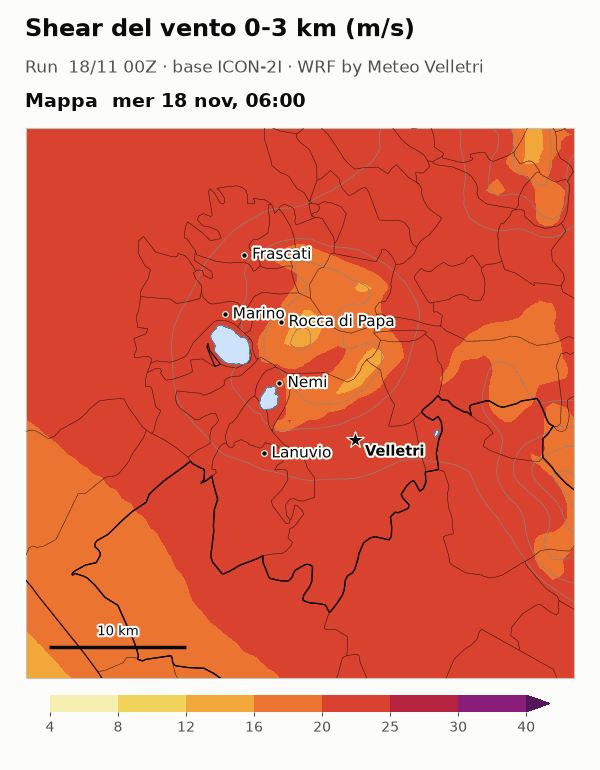 Shear del vento 0-3 km (m/s)
Run  18/11 00Z · base ICON-2I · WRF by Meteo Velletri
Mappa  mer 18 nov, 06:00
Frascati
Marino
Rocca di Papa
Nemi
Velletri
Lanuvio
10 km
4 8 12 16 20 25 30 40